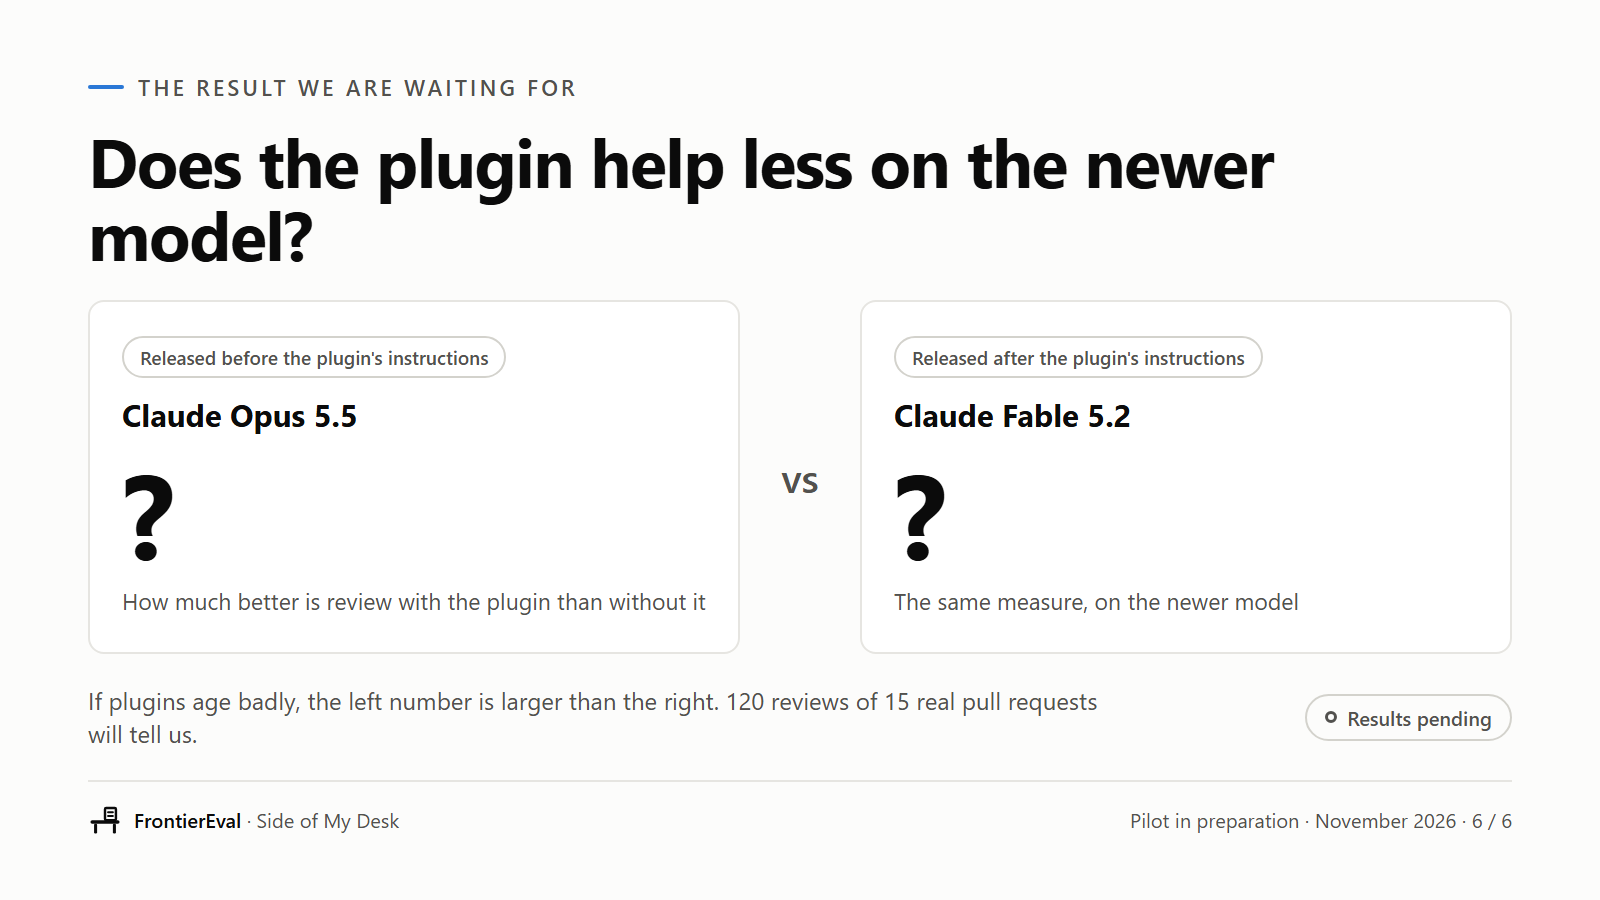 THE RESULT WE ARE WAITING FOR
Does the plugin help less on the newer
model?
Released before the plugin's instructions
Claude Opus 5.5
?
How much better is review with the plugin than without it
VS
Released after the plugin's instructions
Claude Fable 5.2
?
The same measure, on the newer model
If plugins age badly, the left number is larger than the right. 120 reviews of 15 real pull requests
will tell us.
Results pending
FrontierEval · Side of My Desk
Pilot in preparation · November 2026 · 6 / 6